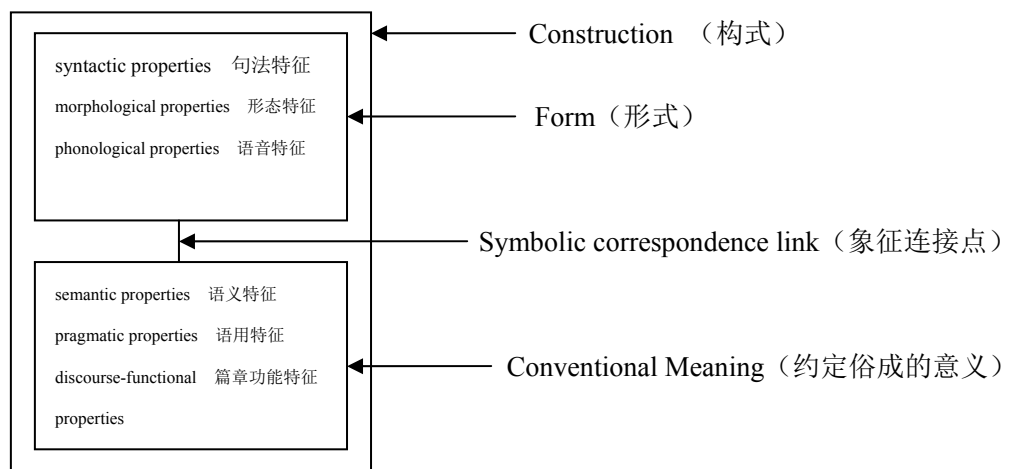 Construction （构式）
syntactic properties 句法特征
morphological properties 形态特征
Form（形式）
phonological properties 语音特征
Symbolic correspondence link（象征连接点）
semantic properties 语义特征
pragmatic properties 语用特征
Conventional Meaning（约定俗成的意义）
discourse-functional 篇章功能特征
properties